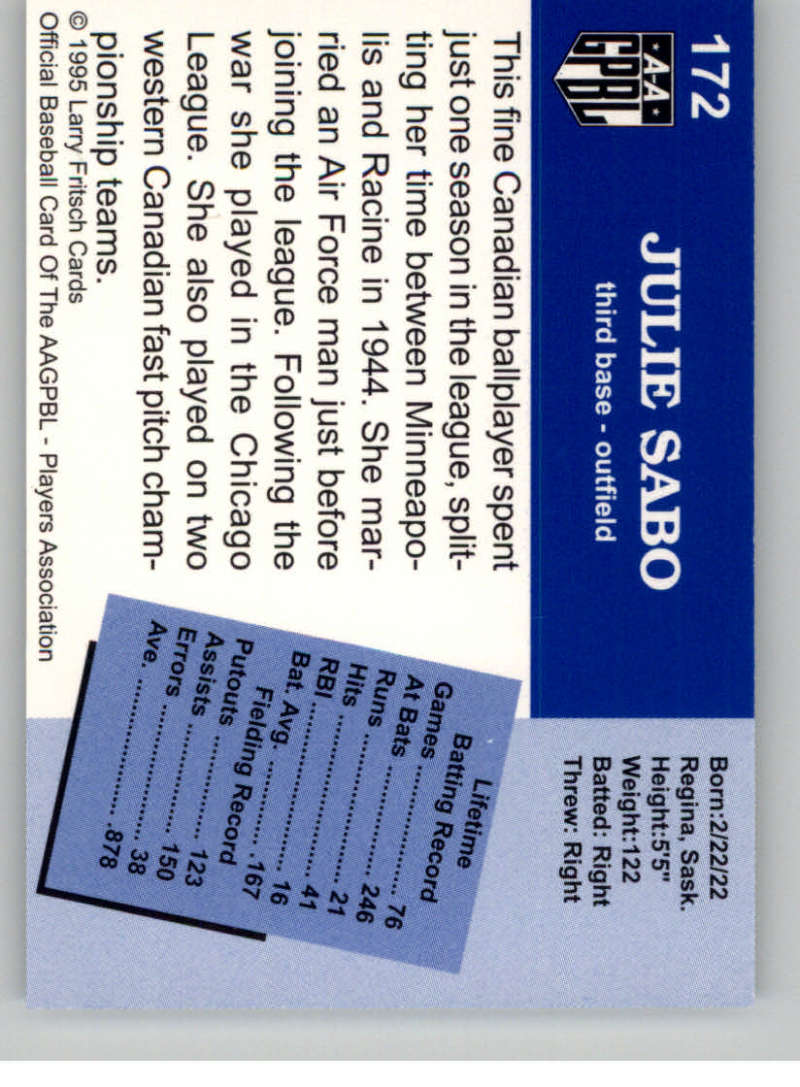 172
A-A
GPBL
JULIE SABO
third base - outfield
Born:2/22/22
Regina, Sask.
Height:5'5"
Weight:122
Batted: Right
Threw: Right
This fine Canadian ballplayer spent
just one season in the league, split-
ting her time between Minneapo-
lis and Racine in 1944. She mar-
ried an Air Force man just before
joining the league. Following the
war she played in the Chicago
League. She also played on two
western Canadian fast pitch cham-
pionship teams.
© 1995 Larry Fritsch Cards
Official Baseball Card Of The AAGPBL - Players Association
Lifetime
Batting Record
Games .................... 76
At Bats .................... 246
Runs .................... 21
Hits .................... 41
RBI .................... 16
Bat. Avg. .................... .167
Fielding Record
Putouts .................... 123
Assists .................... 150
Errors .................... 38
Ave. .................... .878